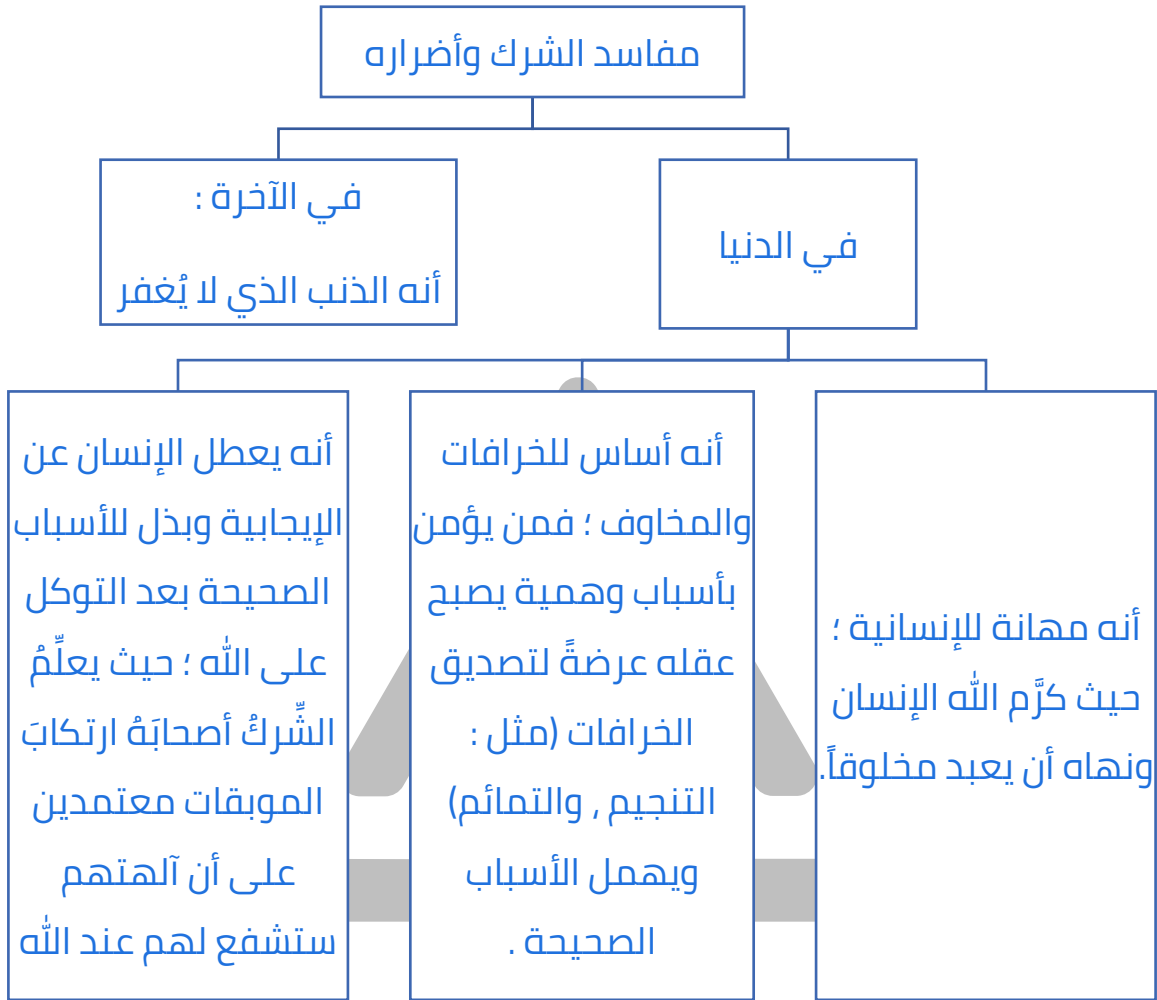 مفاسد الشرك وأضراره
في الدنيا
في الآخرة :
أنه الذنب الذي لا يُغفر
أنه مهانة للإنسانية ؛
حيث كرَّم الله الإنسان
ونهاه أن يعبد مخلوقاً.
أنه أساس للخرافات
والمخاوف ؛ فمن يؤمن
بأسباب وهمية يصبح
عقله عرضةً لتصديق
الخرافات (مثل :
التنجيم , والتمائم)
ويهمل الأسباب
الصحيحة .
أنه يعطل الإنسان عن
الإيجابية وبذل للأسباب
الصحيحة بعد التوكل
على الله ؛ حيث يعلِّمُ
الشِّركُ أصحابَهُ ارتكابَ
الموبقات معتمدين
على أن آلهتهم
ستشفع لهم عند الله